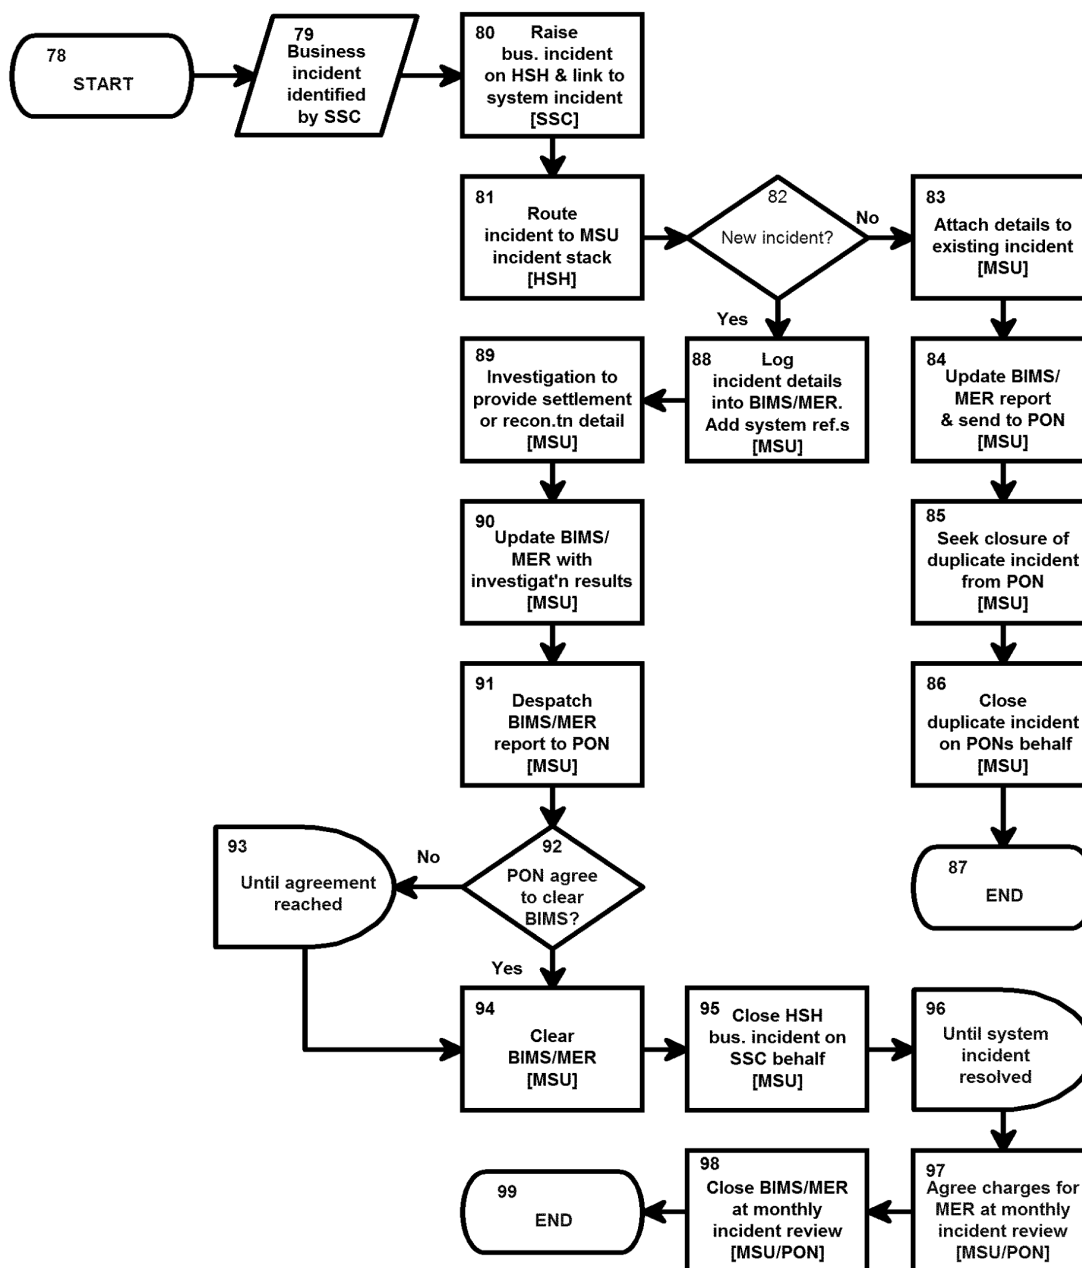 78
START
79
Business
incident
identified
by SSC
80
Raise
bus. incident
on HSH & link to
system incident
[SSC]
81
Route
incident to MSU
incident stack
[HSH]
82
New incident?
No
Yes
83
Attach details to
existing incident
[MSU]
84
Update BIMS/
MER report
& send to PON
[MSU]
85
Seek closure of
duplicate incident
from PON
[MSU]
86
Close
duplicate incident
on PONs behalf
[MSU]
87
END
88
Log
incident details
into BIMS/MER.
Add system ref.s
[MSU]
89
Investigation to
provide settlement
or recon.tn detail
[MSU]
90
Update BIMS/
MER with
investigat'n results
[MSU]
91
Despatch
BIMS/MER
report to PON
[MSU]
92
PON agree
to clear
BIMS?
No
Yes
93
Until agreement
reached
94
Clear
BIMS/MER
[MSU]
95
Close HSH
bus. incident on
SSC behalf
[MSU]
96
Until system
incident
resolved
97
Agree charges for
MER at monthly
incident review
[MSU/PON]
98
Close BIMS/MER
at monthly
incident review
[MSU/PON]
99
END